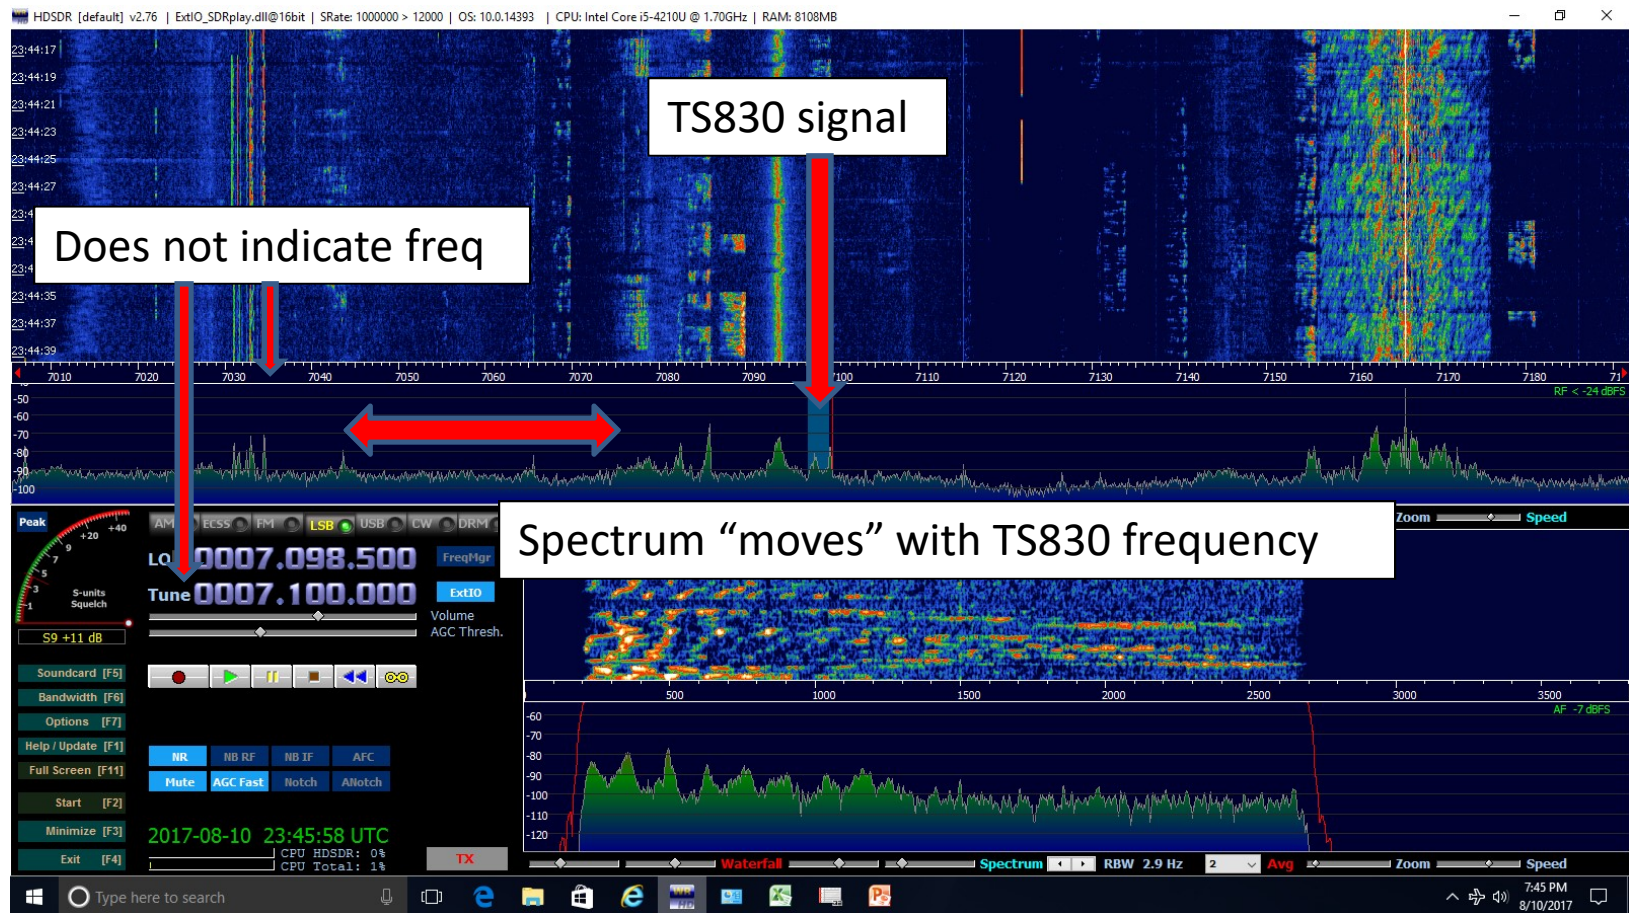 HDSDR [default] v2.76 | ExtIO_SDRplay.dll@16bit | SRate: 1000000 > 12000 | OS: 10.0.14393 | CPU: Intel Core i5-4210U @ 1.70GHz | RAM: 8108MB
23:44:17
23:44:19
23:44:21
23:44:23
23:44:25
23:44:27
23:4
23:4
23:4
23:44:35
23:44:37
23:44:39
TS830 signal
Does not indicate freq
7010 7020 7030 7040 7050 7060 7070 7080 7090 7100 7110 7120 7130 7140 7150 7160 7170 7180 71
RF < -24 dBFS
-50
-60
-70
-80
-90
-100
Spectrum “moves” with TS830 frequency
Zoom Speed
Peak
+20 +40
9
7
5
3
1
S-units
Squelch
S9 +11 dB
AM ECSS FM LSB USB CW DRM
LO 0007.098.500 FreqMgr
Tune 0007.100.000 ExtIO
Volume
AGC Thresh.
Soundcard [F5]
Bandwidth [F6]
Options [F7]
Help / Update [F1]
Full Screen [F11]
Start [F2]
Minimize [F3]
Exit [F4]
NR NB RF NB IF AFC
Mute AGC Fast Notch ANotch
2017-08-10 23:45:58 UTC
CPU HDSDR: 0%
CPU Total: 1%
TX
500 1000 1500 2000 2500 3000 3500
AF -7 dBFS
-60
-70
-80
-90
-100
-110
-120
Waterfall Spectrum RBW 2.9 Hz 2 Avg Zoom Speed
Type here to search
7:45 PM
8/10/2017